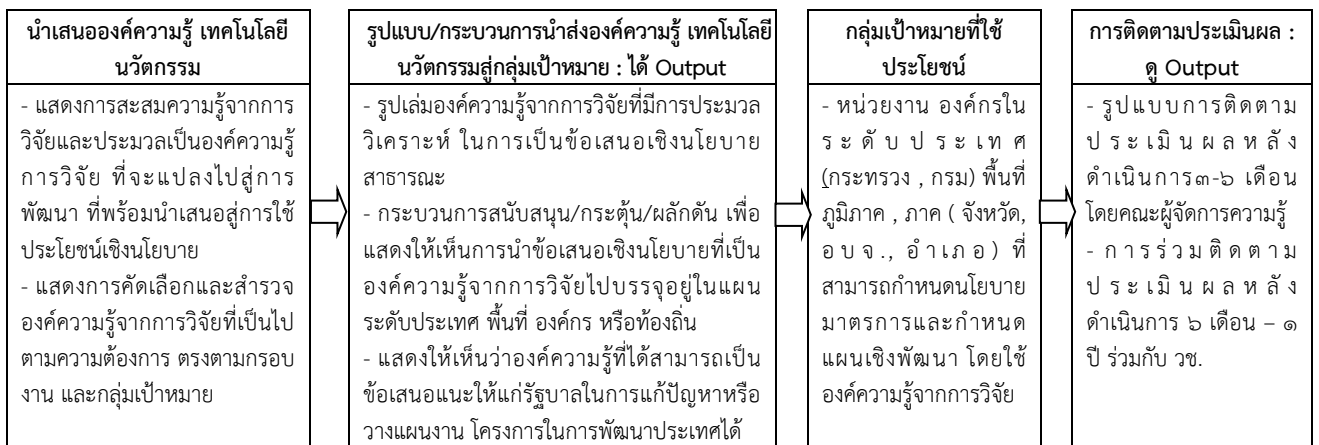 นำเสนอองค์ความรู้ เทคโนโลยี
นวัตกรรม
- แสดงการสะสมความรู้จากการ
วิจัยและประมวลเป็นองค์ความรู้
การวิจัย ที่จะแปลงไปสู่การ
พัฒนา ที่พร้อมนำเสนอสู่การใช้
ประโยชน์เชิงนโยบาย
- แสดงการคัดเลือกและสำรวจ
องค์ความรู้จากการวิจัยที่เป็นไป
ตามความต้องการ ตรงตามกรอบ
งาน และกลุ่มเป้าหมาย
รูปแบบ/กระบวนการนำส่งองค์ความรู้ เทคโนโลยี
นวัตกรรมสู่กลุ่มเป้าหมาย : ได้ Output
- รูปเล่มองค์ความรู้จากการวิจัยที่มีการประมวล
วิเคราะห์ ในการเป็นข้อเสนอเชิงนโยบาย
สาธารณะ
- กระบวนการสนับสนุน/กระตุ้น/ผลักดัน เพื่อ
แสดงให้เห็นการนำข้อเสนอเชิงนโยบายที่เป็น
องค์ความรู้จากการวิจัยไปบรรจุอยู่ในแผน
ระดับประเทศ พื้นที่ องค์กร หรือท้องถิ่น
- แสดงให้เห็นว่าองค์ความรู้ที่ได้สามารถเป็น
ข้อเสนอแนะให้แก่รัฐบาลในการแก้ปัญหาหรือ
วางแผนงาน โครงการในการพัฒนาประเทศได้
กลุ่มเป้าหมายที่ใช้
ประโยชน์
- หน่วยงาน องค์กรใน
ระดับประเทศ
(กระทรวง , กรม) พื้นที่
ภูมิภาค , ภาค ( จังหวัด,
อบจ., อำเภอ) ที่
สามารถกำหนดนโยบาย
มาตรการและกำหนด
แผนเชิงพัฒนา โดยใช้
องค์ความรู้จากการวิจัย
การติดตามประเมินผล :
ดู Output
- รูปแบบการติดตาม
ประเมินผลหลัง
ดำเนินการ๓-๖ เดือน
โดยคณะผู้จัดการความรู้
- การร่วมติดตาม
ประเมินผลหลัง
ดำเนินการ ๖ เดือน – ๑
ปี ร่วมกับ วช.